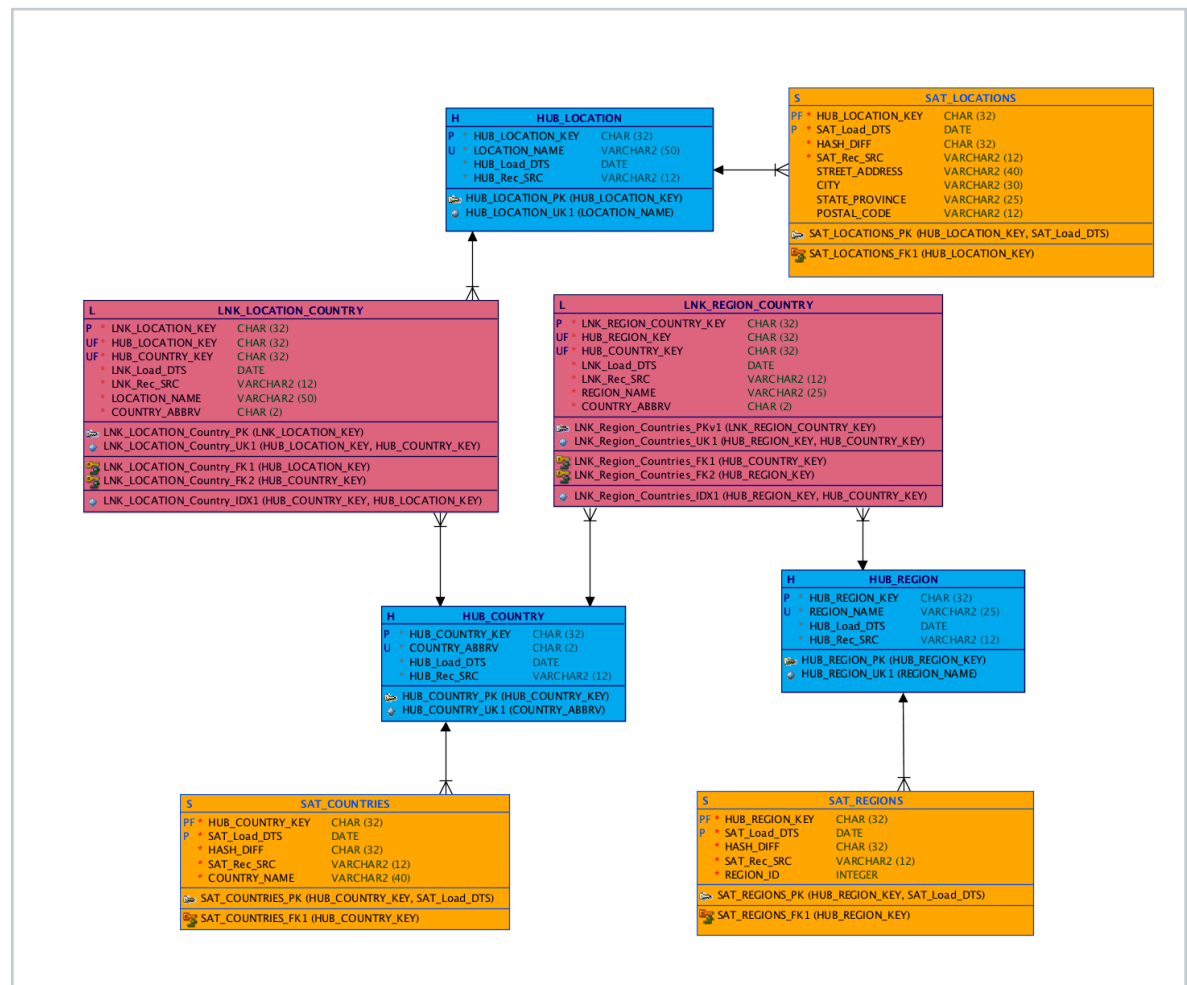 H HUB_LOCATION
P * HUB_LOCATION_KEY CHAR (32)
U * LOCATION_NAME VARCHAR2 (50)
* HUB_Load_DTS DATE
* HUB_Rec_SRC VARCHAR2 (12)
HUB_LOCATION_PK (HUB_LOCATION_KEY)
HUB_LOCATION_UK1 (LOCATION_NAME)
S SAT_LOCATIONS
PF * HUB_LOCATION_KEY CHAR (32)
P * SAT_Load_DTS DATE
* HASH_DIFF CHAR (32)
* SAT_Rec_SRC VARCHAR2 (12)
STREET_ADDRESS VARCHAR2 (40)
CITY VARCHAR2 (30)
STATE_PROVINCE VARCHAR2 (25)
POSTAL_CODE VARCHAR2 (12)
SAT_LOCATIONS_PK (HUB_LOCATION_KEY, SAT_Load_DTS)
SAT_LOCATIONS_FK1 (HUB_LOCATION_KEY)
L LNK_LOCATION_COUNTRY
P * LNK_LOCATION_KEY CHAR (32)
UF * HUB_LOCATION_KEY CHAR (32)
UF * HUB_COUNTRY_KEY CHAR (32)
* LNK_Load_DTS DATE
* LNK_Rec_SRC VARCHAR2 (12)
* LOCATION_NAME VARCHAR2 (50)
* COUNTRY_ABBRV CHAR (2)
LNK_LOCATION_Country_PK (LNK_LOCATION_KEY)
LNK_LOCATION_Country_UK1 (HUB_LOCATION_KEY, HUB_COUNTRY_KEY)
LNK_LOCATION_Country_FK1 (HUB_LOCATION_KEY)
LNK_LOCATION_Country_FK2 (HUB_COUNTRY_KEY)
LNK_LOCATION_Country_IDX1 (HUB_COUNTRY_KEY, HUB_LOCATION_KEY)
L LNK_REGION_COUNTRY
P * LNK_REGION_COUNTRY_KEY CHAR (32)
UF * HUB_REGION_KEY CHAR (32)
UF * HUB_COUNTRY_KEY CHAR (32)
* LNK_Load_DTS DATE
* LNK_Rec_SRC VARCHAR2 (12)
* REGION_NAME VARCHAR2 (25)
* COUNTRY_ABBRV CHAR (2)
LNK_Region_Countries_PKv1 (LNK_REGION_COUNTRY_KEY)
LNK_Region_Countries_UK1 (HUB_REGION_KEY, HUB_COUNTRY_KEY)
LNK_Region_Countries_FK1 (HUB_COUNTRY_KEY)
LNK_Region_Countries_FK2 (HUB_REGION_KEY)
LNK_Region_Countries_IDX1 (HUB_REGION_KEY, HUB_COUNTRY_KEY)
H HUB_COUNTRY
P * HUB_COUNTRY_KEY CHAR (32)
U * COUNTRY_ABBRV CHAR (2)
* HUB_Load_DTS DATE
* HUB_Rec_SRC VARCHAR2 (12)
HUB_COUNTRY_PK (HUB_COUNTRY_KEY)
HUB_COUNTRY_UK1 (COUNTRY_ABBRV)
H HUB_REGION
P * HUB_REGION_KEY CHAR (32)
U * REGION_NAME VARCHAR2 (25)
* HUB_Load_DTS DATE
* HUB_Rec_SRC VARCHAR2 (12)
HUB_REGION_PK (HUB_REGION_KEY)
HUB_REGION_UK1 (REGION_NAME)
S SAT_COUNTRIES
PF * HUB_COUNTRY_KEY CHAR (32)
P * SAT_Load_DTS DATE
* HASH_DIFF CHAR (32)
* SAT_Rec_SRC VARCHAR2 (12)
* COUNTRY_NAME VARCHAR2 (40)
SAT_COUNTRIES_PK (HUB_COUNTRY_KEY, SAT_Load_DTS)
SAT_COUNTRIES_FK1 (HUB_COUNTRY_KEY)
S SAT_REGIONS
PF * HUB_REGION_KEY CHAR (32)
P * SAT_Load_DTS DATE
* HASH_DIFF CHAR (32)
* SAT_Rec_SRC VARCHAR2 (12)
* REGION_ID INTEGER
SAT_REGIONS_PK (HUB_REGION_KEY, SAT_Load_DTS)
SAT_REGIONS_FK1 (HUB_REGION_KEY)